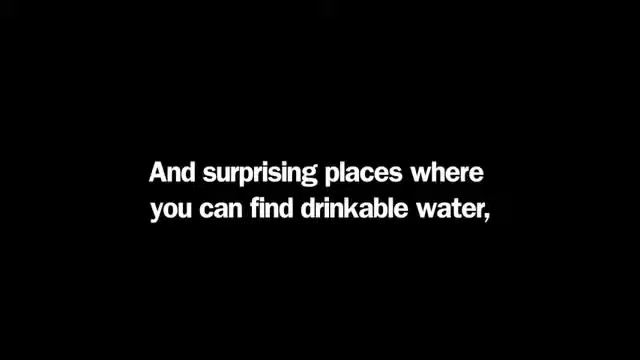 And surprising places where
you can find drinkable water,